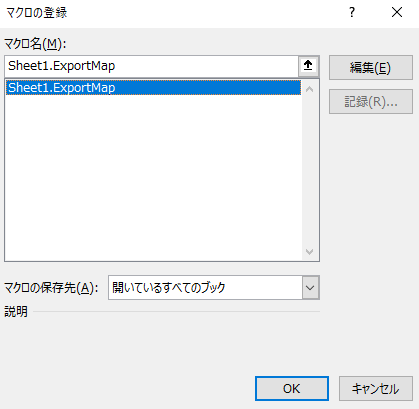 マクロの登録
マクロ名(M):
Sheet1.ExportMap
Sheet1.ExportMap
編集(E)
記録(R)...
マクロの保存先(A):
開いているすべてのブック
説明
OK
キャンセル